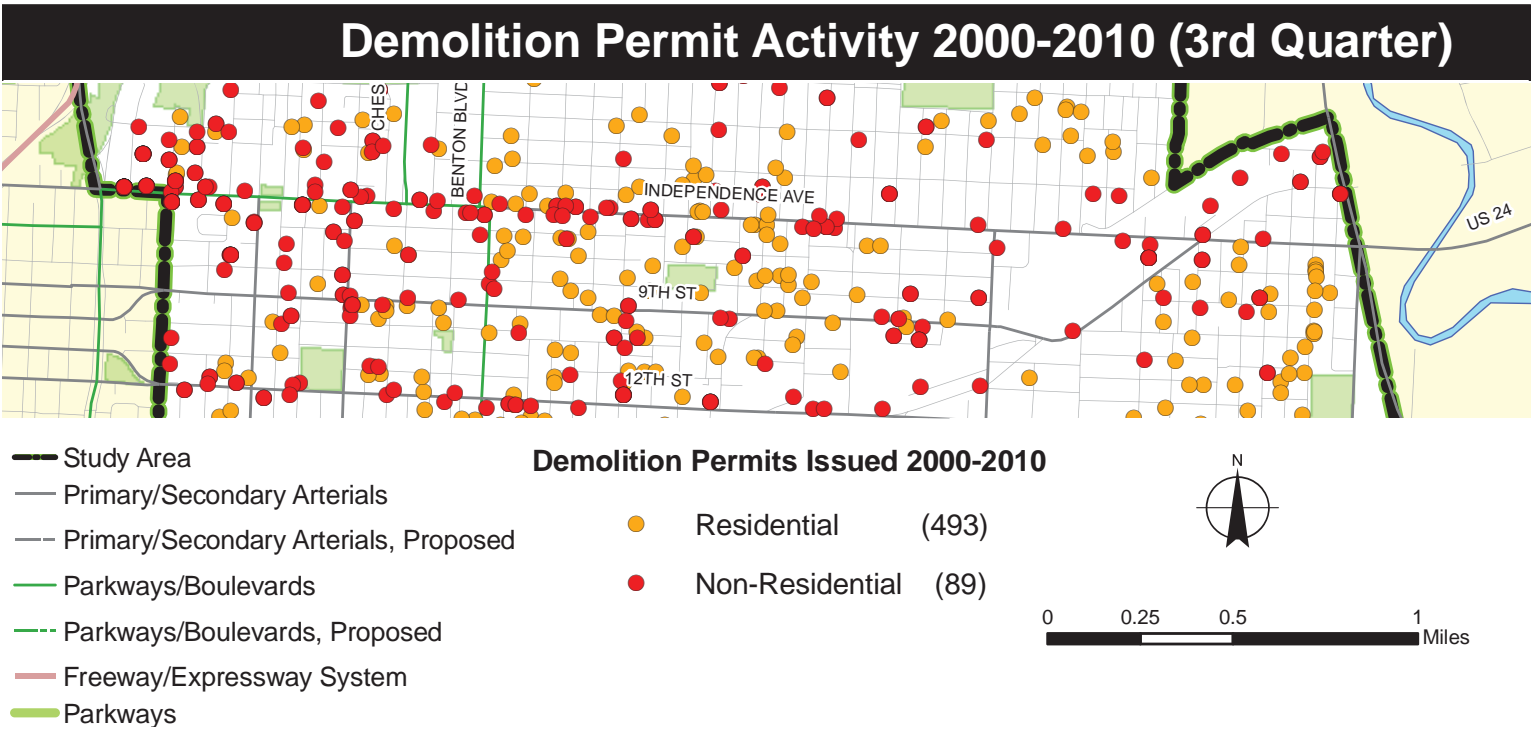 Demolition Permit Activity 2000-2010 (3rd Quarter)
CHES
BENTON BLVD
INDEPENDENCE AVE
US 24
9TH ST
12TH ST
Study Area
Primary/Secondary Arterials
Primary/Secondary Arterials, Proposed
Parkways/Boulevards
Parkways/Boulevards, Proposed
Freeway/Expressway System
Parkways
Demolition Permits Issued 2000-2010
Residential (493)
Non-Residential (89)
N
0 0.25 0.5 1
Miles